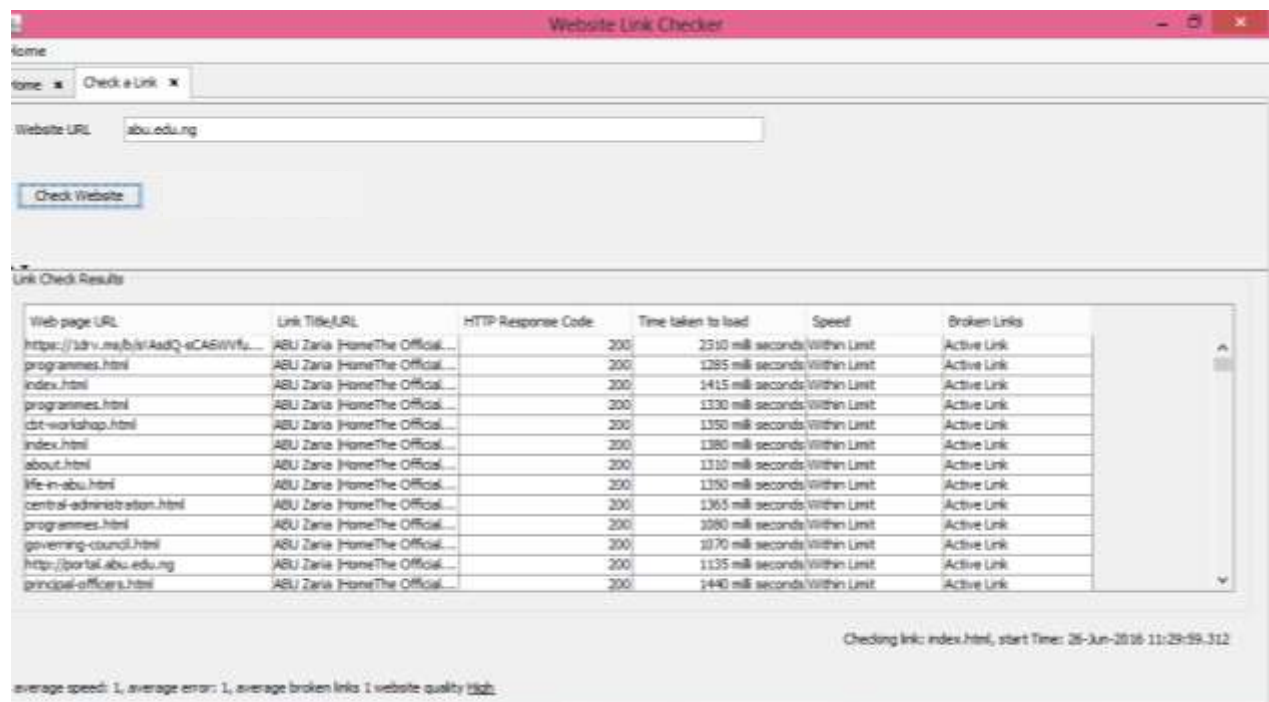 Website Link Checker
Home
Home Check a Link
Website URL abu.edu.ng
Check Website
Link Check Results
Web page URL Link Title/URL HTTP Response Code Time taken to load Speed Broken Links
ABU Zaria |HomeThe Official.... 200 2310 milli seconds Within Limit Active Link
programmes.html ABU Zaria |HomeThe Official.... 200 1285 milli seconds Within Limit Active Link
index.html ABU Zaria |HomeThe Official.... 200 1415 milli seconds Within Limit Active Link
programmes.html ABU Zaria |HomeThe Official.... 200 1330 milli seconds Within Limit Active Link
cbt-workshop.html ABU Zaria |HomeThe Official.... 200 1350 milli seconds Within Limit Active Link
index.html ABU Zaria |HomeThe Official.... 200 1380 milli seconds Within Limit Active Link
about.html ABU Zaria |HomeThe Official.... 200 1310 milli seconds Within Limit Active Link
life-in-abu.html ABU Zaria |HomeThe Official.... 200 1350 milli seconds Within Limit Active Link
central-administration.html ABU Zaria |HomeThe Official.... 200 1365 milli seconds Within Limit Active Link
programmes.html ABU Zaria |HomeThe Official.... 200 1080 milli seconds Within Limit Active Link
governing-council.html ABU Zaria |HomeThe Official.... 200 1070 milli seconds Within Limit Active Link
http://portal.abu.edu.ng ABU Zaria |HomeThe Official.... 200 1135 milli seconds Within Limit Active Link
principal-officers.html ABU Zaria |HomeThe Official.... 200 1440 milli seconds Within Limit Active Link
Checking link: index.html, start Time: 26-Jun-2016 11:29:59.312
average speed: 1, average error: 1, average broken links 1 website quality High